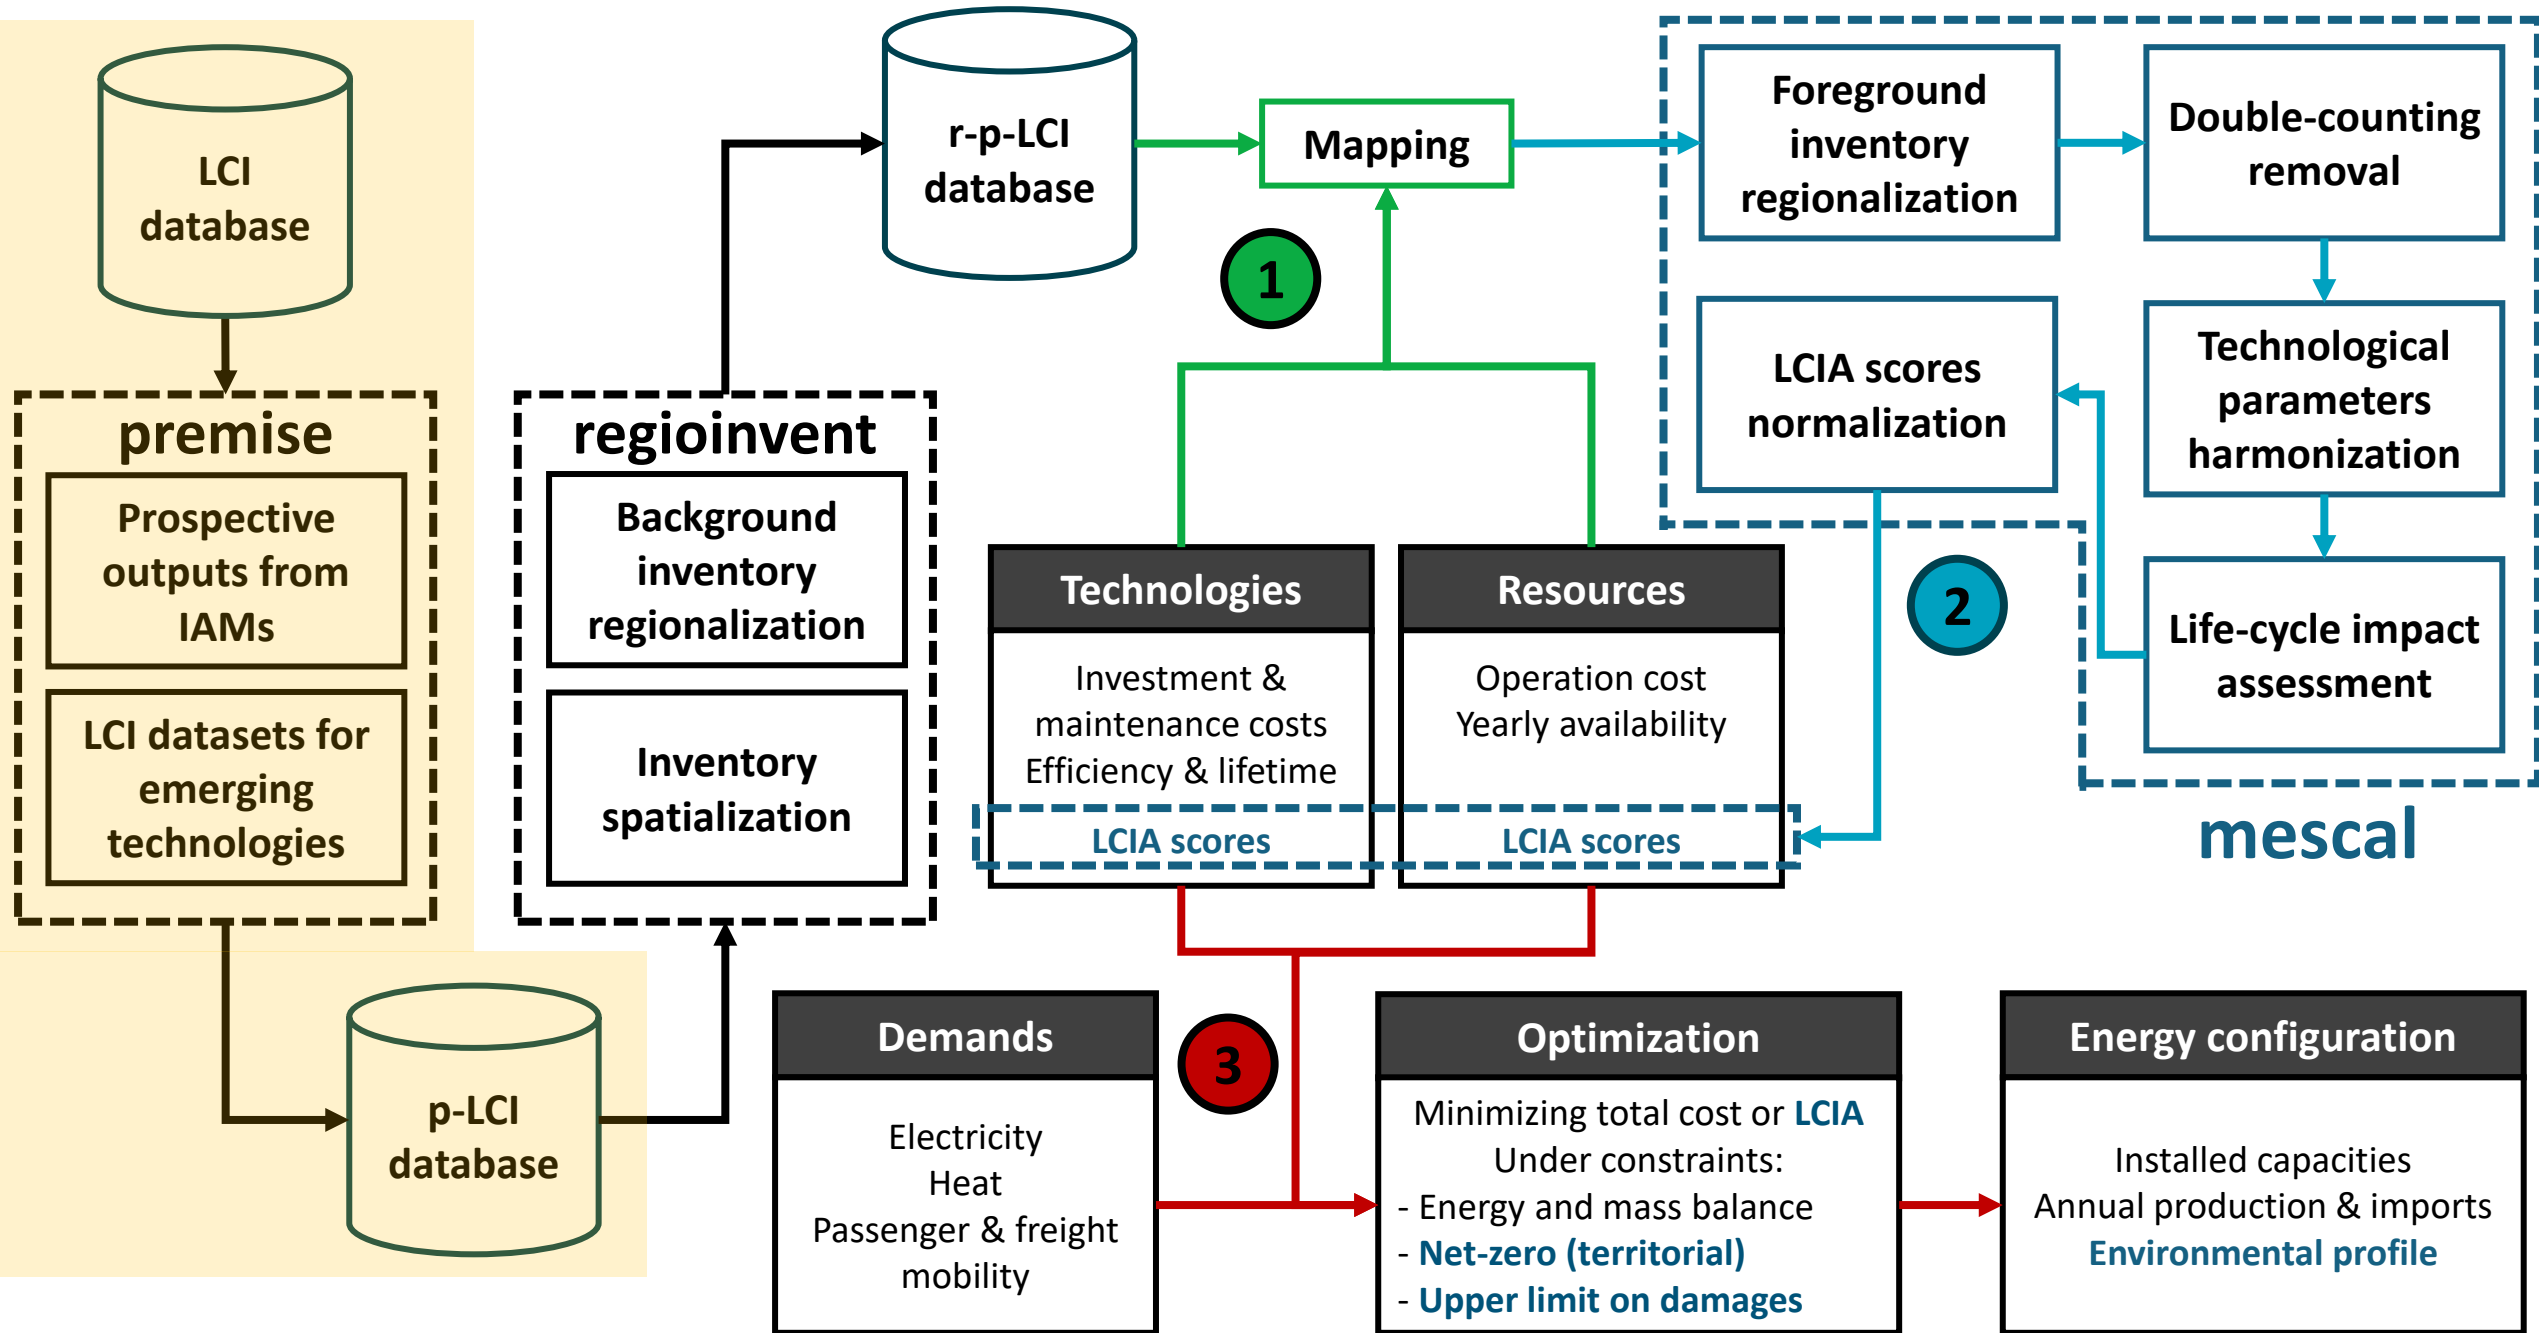 LCI
database
premise
Prospective
outputs from
IAMs
LCI datasets for
emerging
technologies
p-LCI
database
regioinvent
Background
inventory
regionalization
Inventory
spatialization
r-p-LCI
database
Mapping
1
Foreground
inventory
regionalization
Double-counting
removal
Technological
parameters
harmonization
Life-cycle impact
assessment
LCIA scores
normalization
mescal
2
Technologies
Investment &
maintenance costs
Efficiency & lifetime
LCIA scores
Resources
Operation cost
Yearly availability
LCIA scores
3
Demands
Electricity
Heat
Passenger & freight
mobility
Optimization
Minimizing total cost or LCIA
Under constraints:
- Energy and mass balance
- Net-zero (territorial)
- Upper limit on damages
Energy configuration
Installed capacities
Annual production & imports
Environmental profile